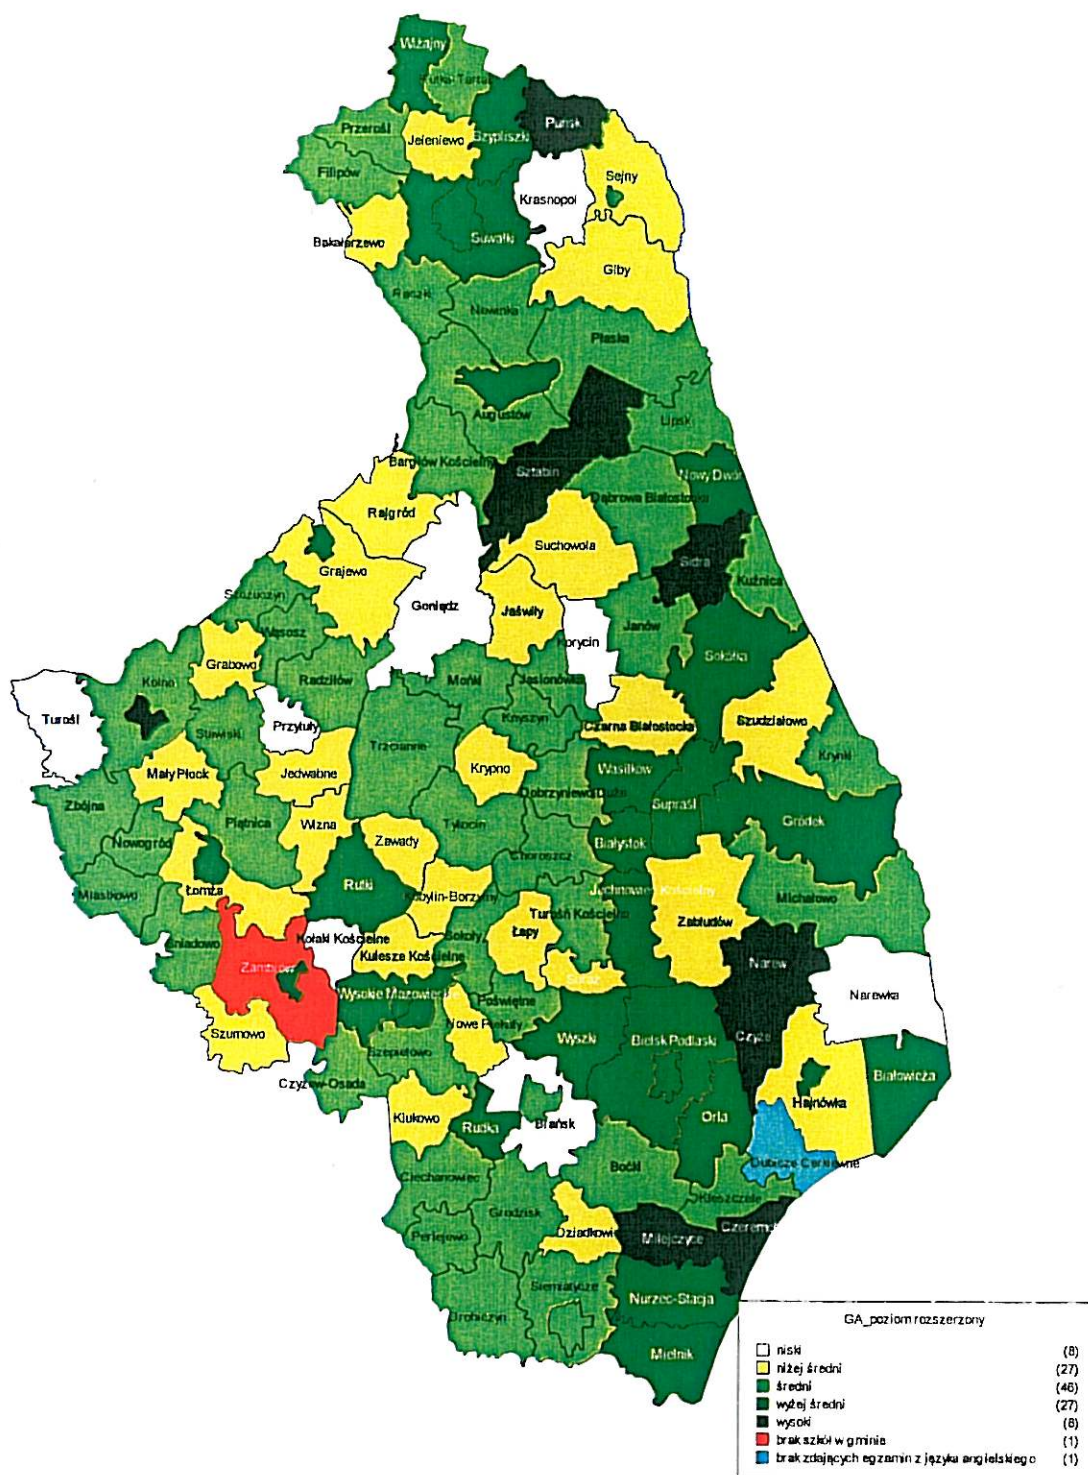 Wiżajny
Rutka-Tartak
Puńsk
Przerośl
Jeleniewo
Szypliszki
Filipów
Sejny
Krasnopol
Bakałarzewo
Suwałki
Giby
Raczki
Nowinka
Płaska
Augustów
Lipsk
Bargłów Kościelny
Sztabin
Nowy Dwór
Dąbrowa Białostocka
Rajgród
Suchowola
Sidra
Grajewo
Kuźnica
Szczuczyn
Goniądz
Jaświły
Wąsosz
Korycin
Janów
Sokółka
Grabowo
Radziłów
Mońki
Jasionówka
Kolno
Turośl
Przytuły
Knyszyn
Czarna Białostocka
Szudziałowo
Stawiski
Trzcianne
Krynki
Mały Płock
Jedwabne
Krypno
Wasilków
Zbójna
Dobrzyniewo Duże
Supraśl
Piątnica
Wizna
Tykocin
Gródek
Nowogród
Zawady
Białystok
Choroszcz
Rutki
Juchnowiec Kościelny
Miastkowo
Łomża
Kobylin-Borzymy
Michałowo
Turośń Kościelna
Zabłudów
Łapy
Śniadowo
Kołaki Kościelne
Sokoły
Kulesze Kościelne
Narew
Zambrów
Suraż
Wysokie Mazowieckie
Narewka
Poświętne
Szumowo
Nowe Piekuty
Wyszki
Bielsk Podlaski
Czyże
Szepietowo
Czyżew-Osada
Białowieża
Hajnówka
Klukowo
Rudka
Brańsk
Orla
Boćki
Dubicze Cerkiewne
Ciechanowiec
Kleszczele
Grodzisk
Perlejewo
Dziadkowice
Milejczyce
Czeremcha
Siemiatycze
Nurzec-Stacja
Drohiczyn
Mielnik
GA_poziom rozszerzony
niski (8)
niżej średni (27)
średni (46)
wyżej średni (27)
wysoki (8)
brak szkół w gminie (1)
brak zdających egzamin z języka angielskiego (1)